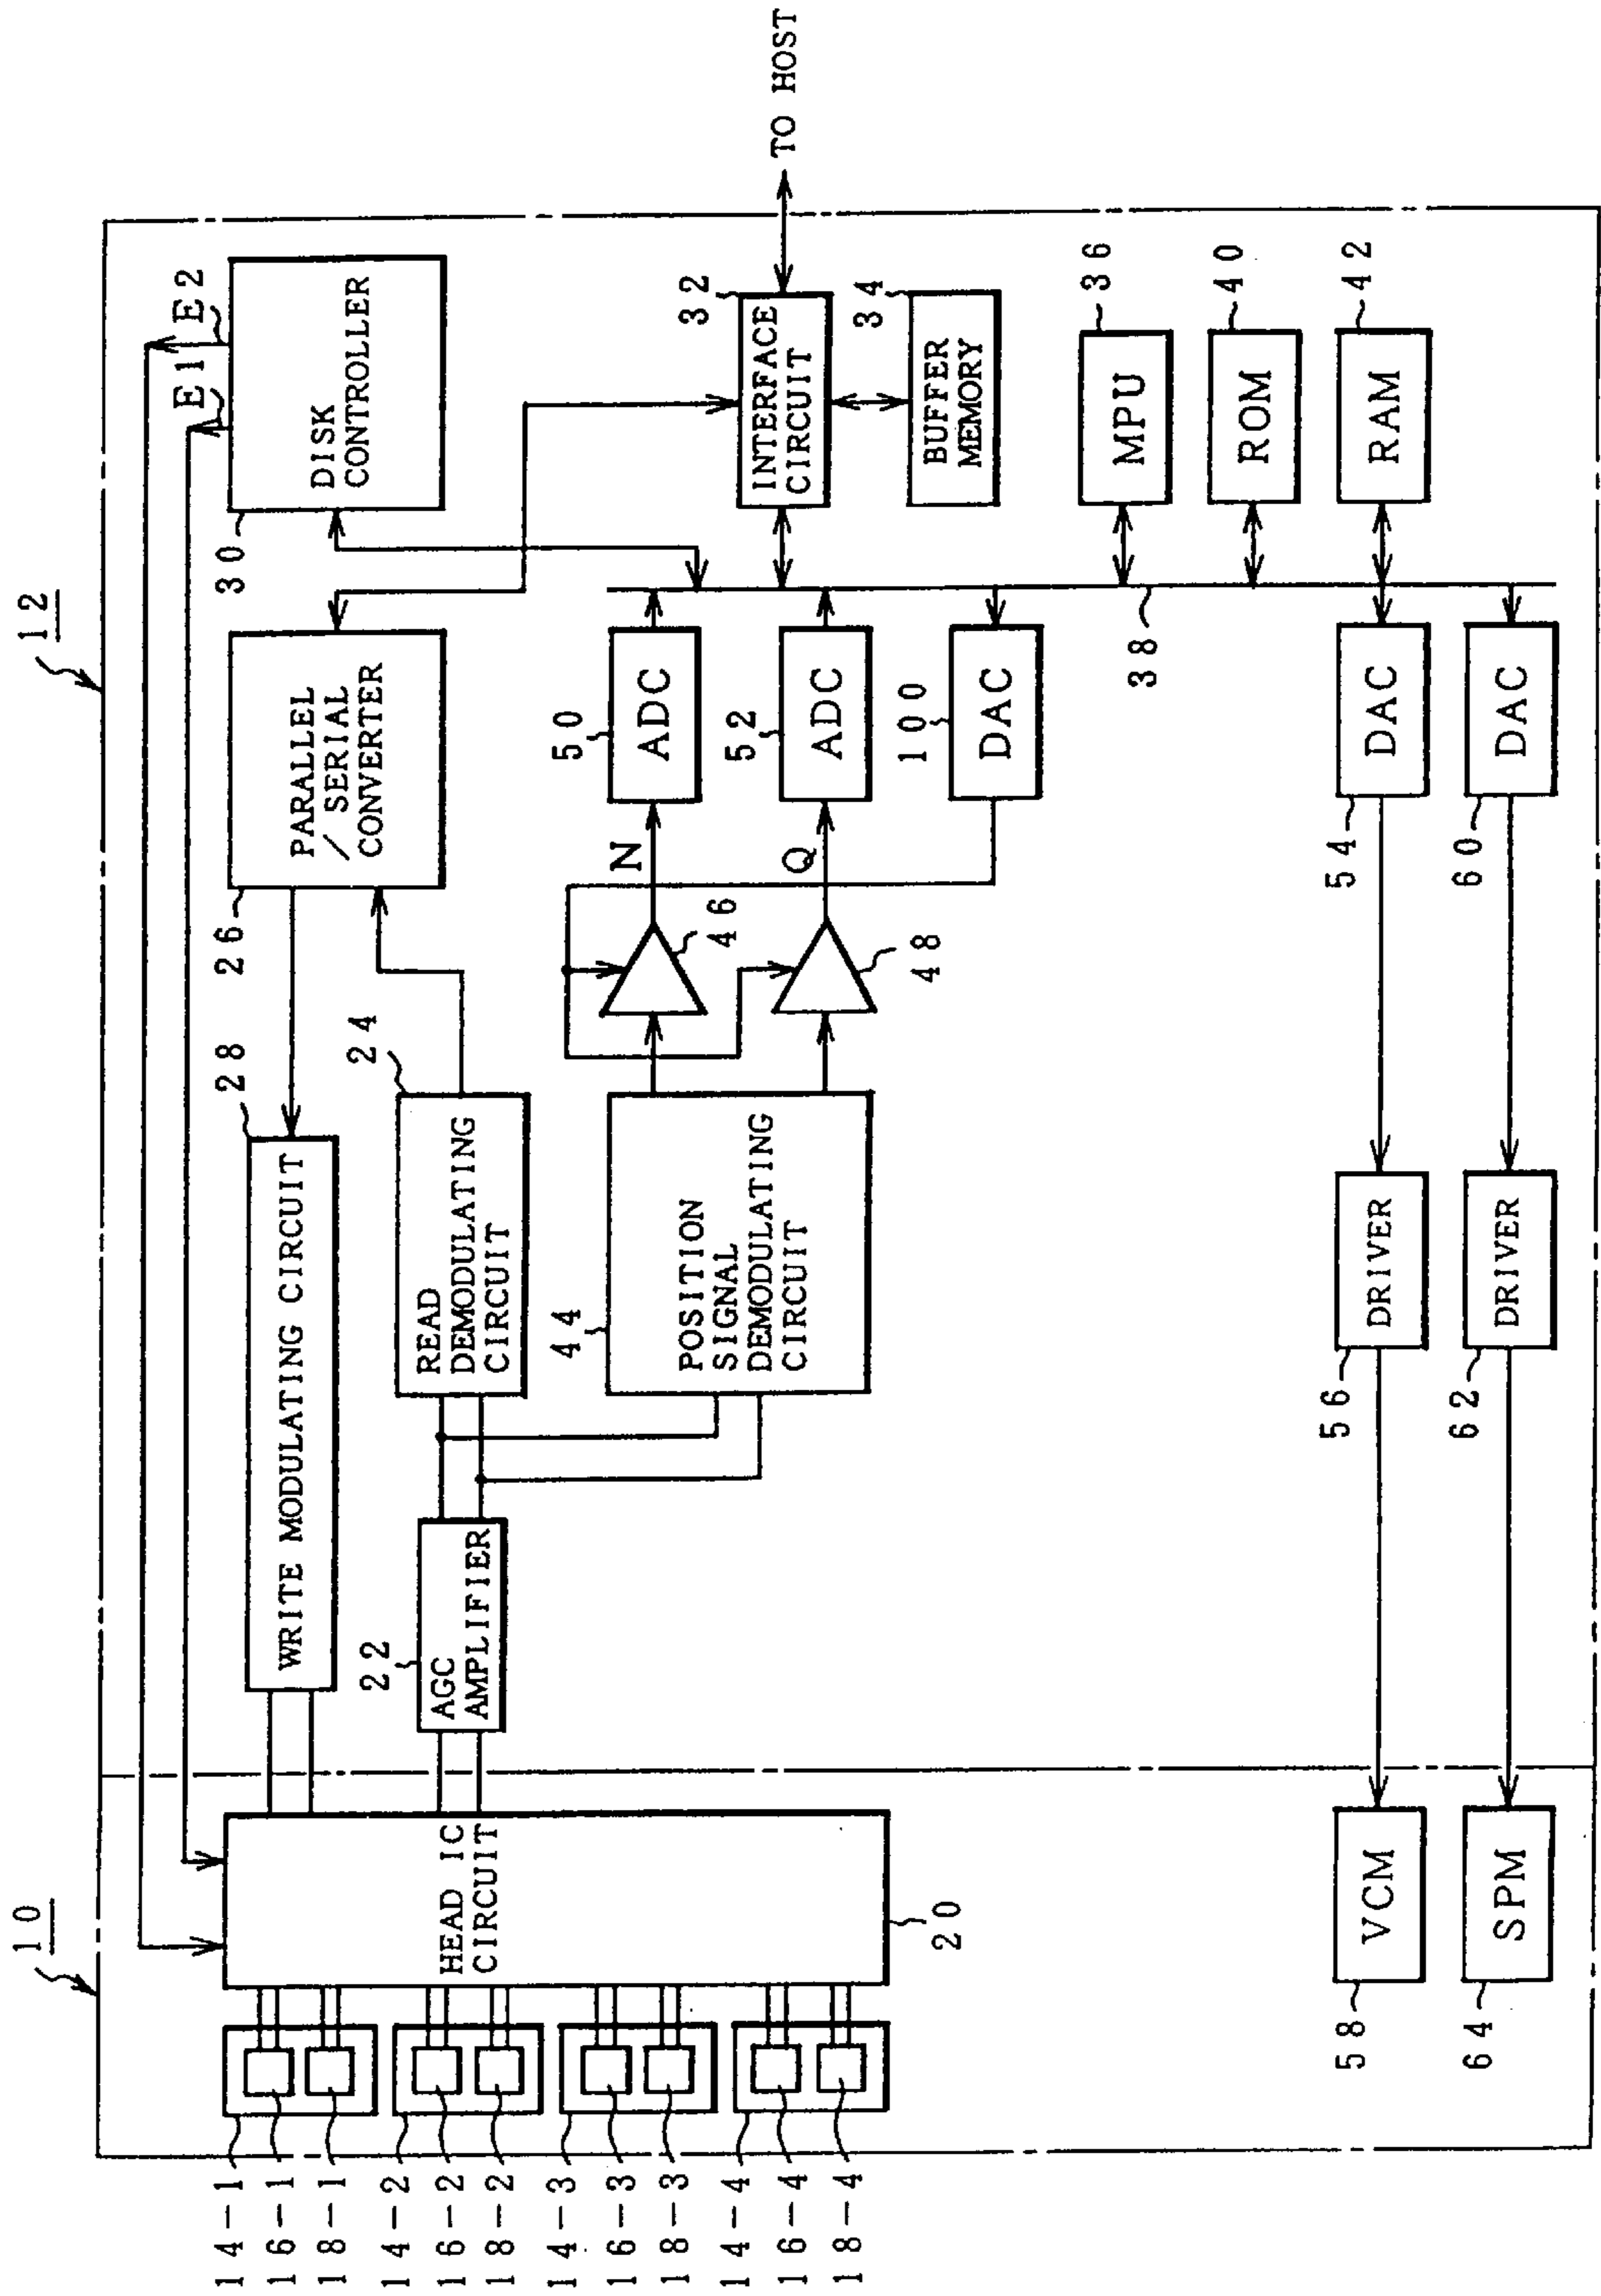 10
12
E1
E2
30
DISK
CONTROLLER
26
PARALLEL
/SERIAL
CONVERTER
28
WRITE MODULATING CIRCUIT
24
READ
DEMODULATING
CIRCUIT
22
AGC
AMPLIFIER
HEAD IC
CIRCUIT
20
14-1
16-1
18-1
14-2
16-2
18-2
14-3
16-3
18-3
14-4
16-4
18-4
44
POSITION
SIGNAL
DEMODULATING
CIRCUIT
46
N
48
Q
50
ADC
52
ADC
100
DAC
32
INTERFACE
CIRCUIT
TO HOST
34
BUFFER
MEMORY
38
MPU
36
ROM
40
RAM
42
58
VCM
56
DRIVER
54
DAC
64
SPM
62
DRIVER
60
DAC